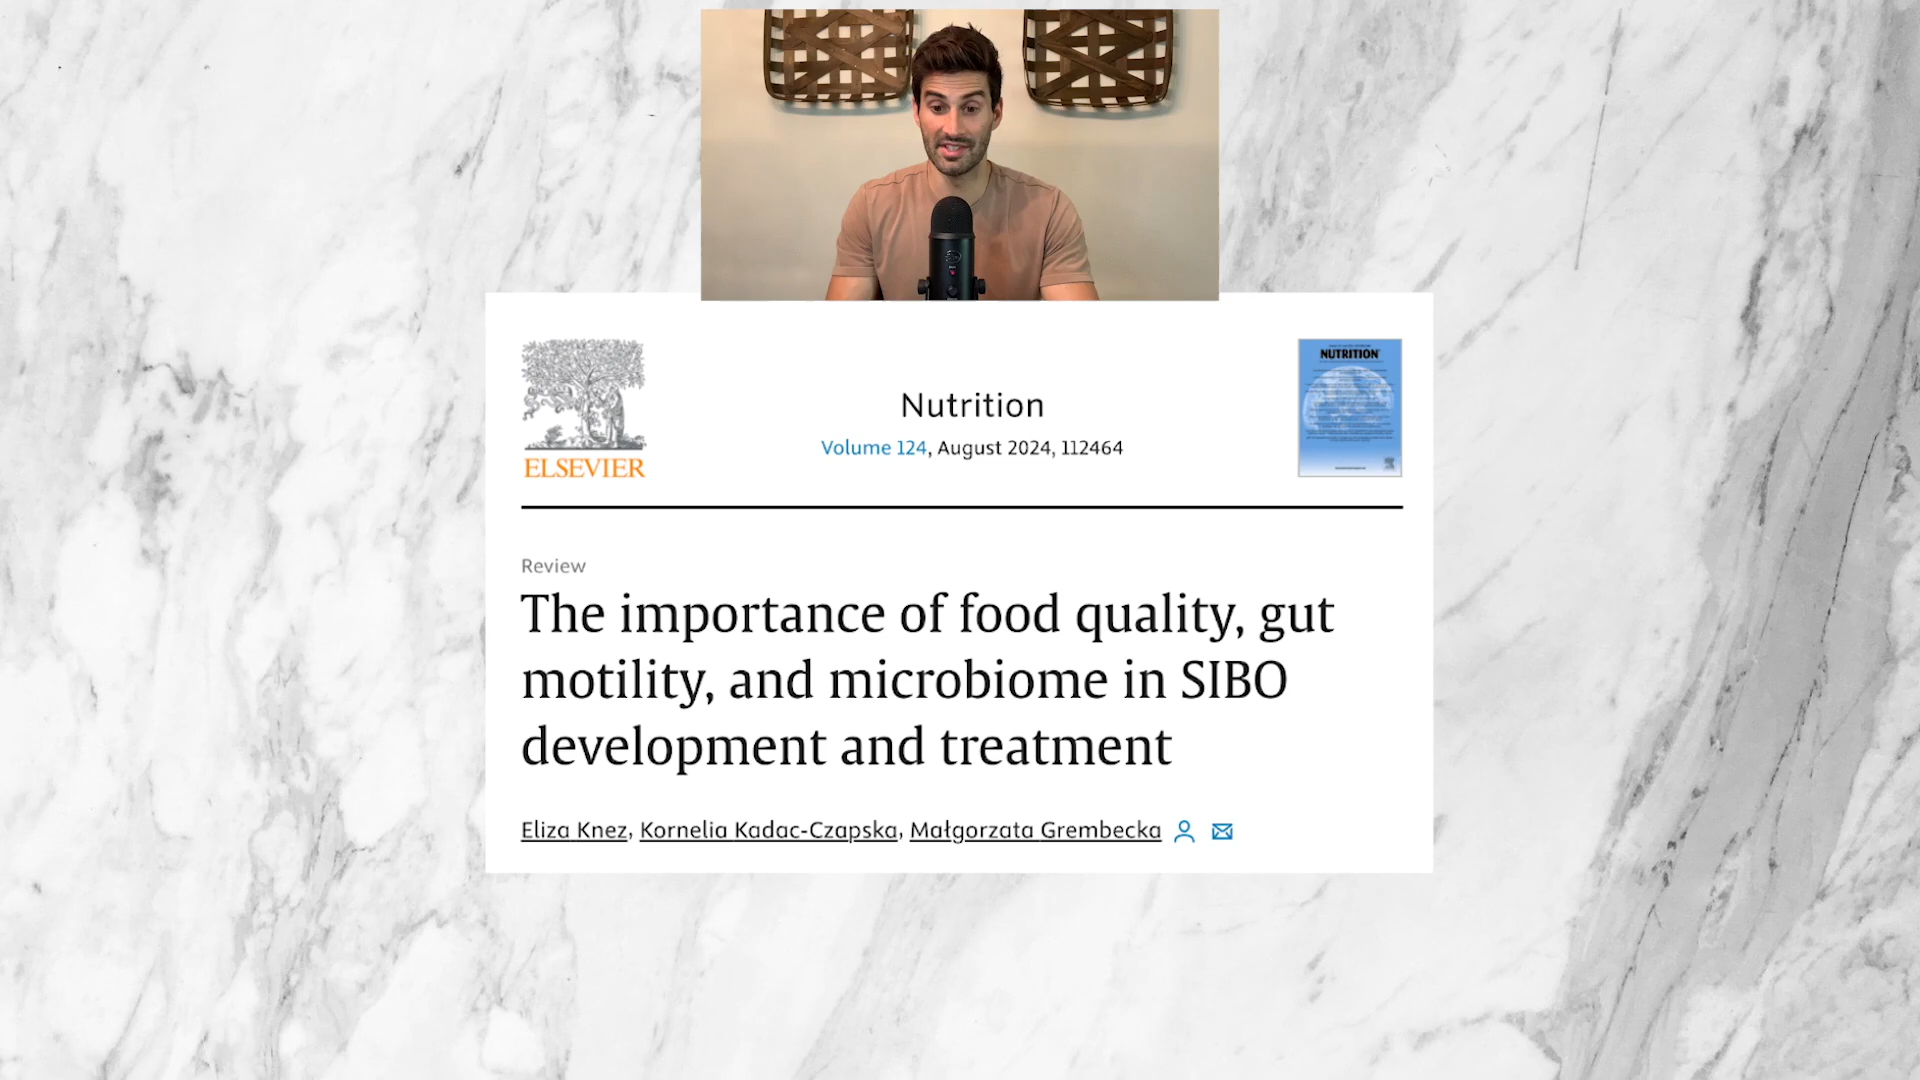 ELSEVIER
Nutrition
Volume 124, August 2024, 112464
NUTRITION
Review
The importance of food quality, gut
motility, and microbiome in SIBO
development and treatment
Eliza Knez, Kornelia Kadac-Czapska, Małgorzata Grembecka